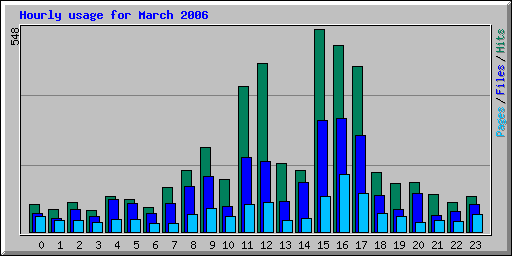 Hourly usage for March 2006
548
Pages/Files/Hits
0 1 2 3 4 5 6 7 8 9 10 11 12 13 14 15 16 17 18 19 20 21 22 23